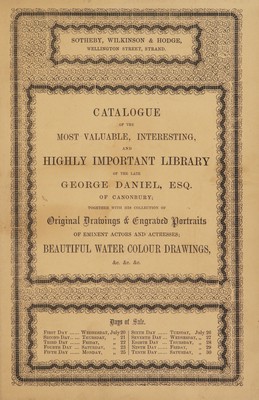 SOTHEBY, WILKINSON & HODGE,
WELLINGTON STREET, STRAND.
CATALOGUE
OF THE
MOST VALUABLE, INTERESTING,
AND
HIGHLY IMPORTANT LIBRARY
OF THE LATE
GEORGE DANIEL, ESQ.
OF CANONBURY;
TOGETHER WITH HIS COLLECTION OF
Original Drawings & Engraved Portraits
OF EMINENT ACTORS AND ACTRESSES;
BEAUTIFUL WATER COLOUR DRAWINGS,
&c. &c. &c.
Days of Sale.
FIRST DAY ..... WEDNESDAY, July 20 SIXTH DAY ..... TUESDAY, July 26
SECOND DAY ..... THURSDAY, „ 21 SEVENTH DAY ..... WEDNESDAY, „ 27
THIRD DAY ..... FRIDAY, „ 22 EIGHTH DAY ..... THURSDAY, „ 28
FOURTH DAY ..... SATURDAY, „ 23 NINTH DAY ..... FRIDAY, „ 29
FIFTH DAY ..... MONDAY, „ 25 TENTH DAY ..... SATURDAY, „ 30